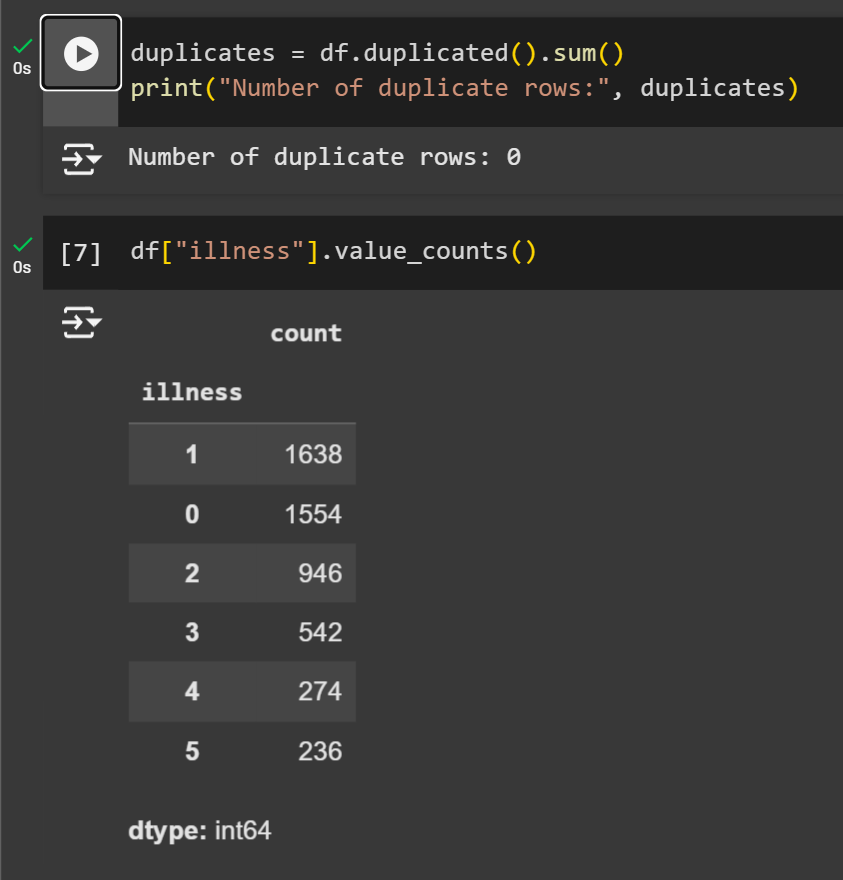 0s
duplicates = df.duplicated().sum()
print("Number of duplicate rows:", duplicates)
Number of duplicate rows: 0
0s
[7] df["illness"].value_counts()
count
illness
1 1638
0 1554
2 946
3 542
4 274
5 236
dtype: int64